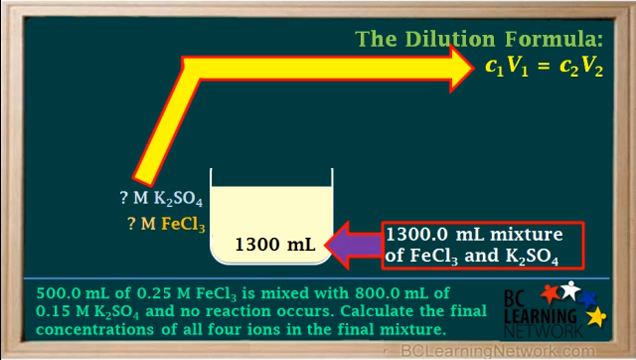 The Dilution Formula:
c₁V₁ = c₂V₂
? M K₂SO₄
? M FeCl₃
1300 mL
1300.0 mL mixture
of FeCl₃ and K₂SO₄
500.0 mL of 0.25 M FeCl₃ is mixed with 800.0 mL of
0.15 M K₂SO₄ and no reaction occurs. Calculate the final
concentrations of all four ions in the final mixture.
BC
LEARNING
NETWORK
BCLearningNetwork.com